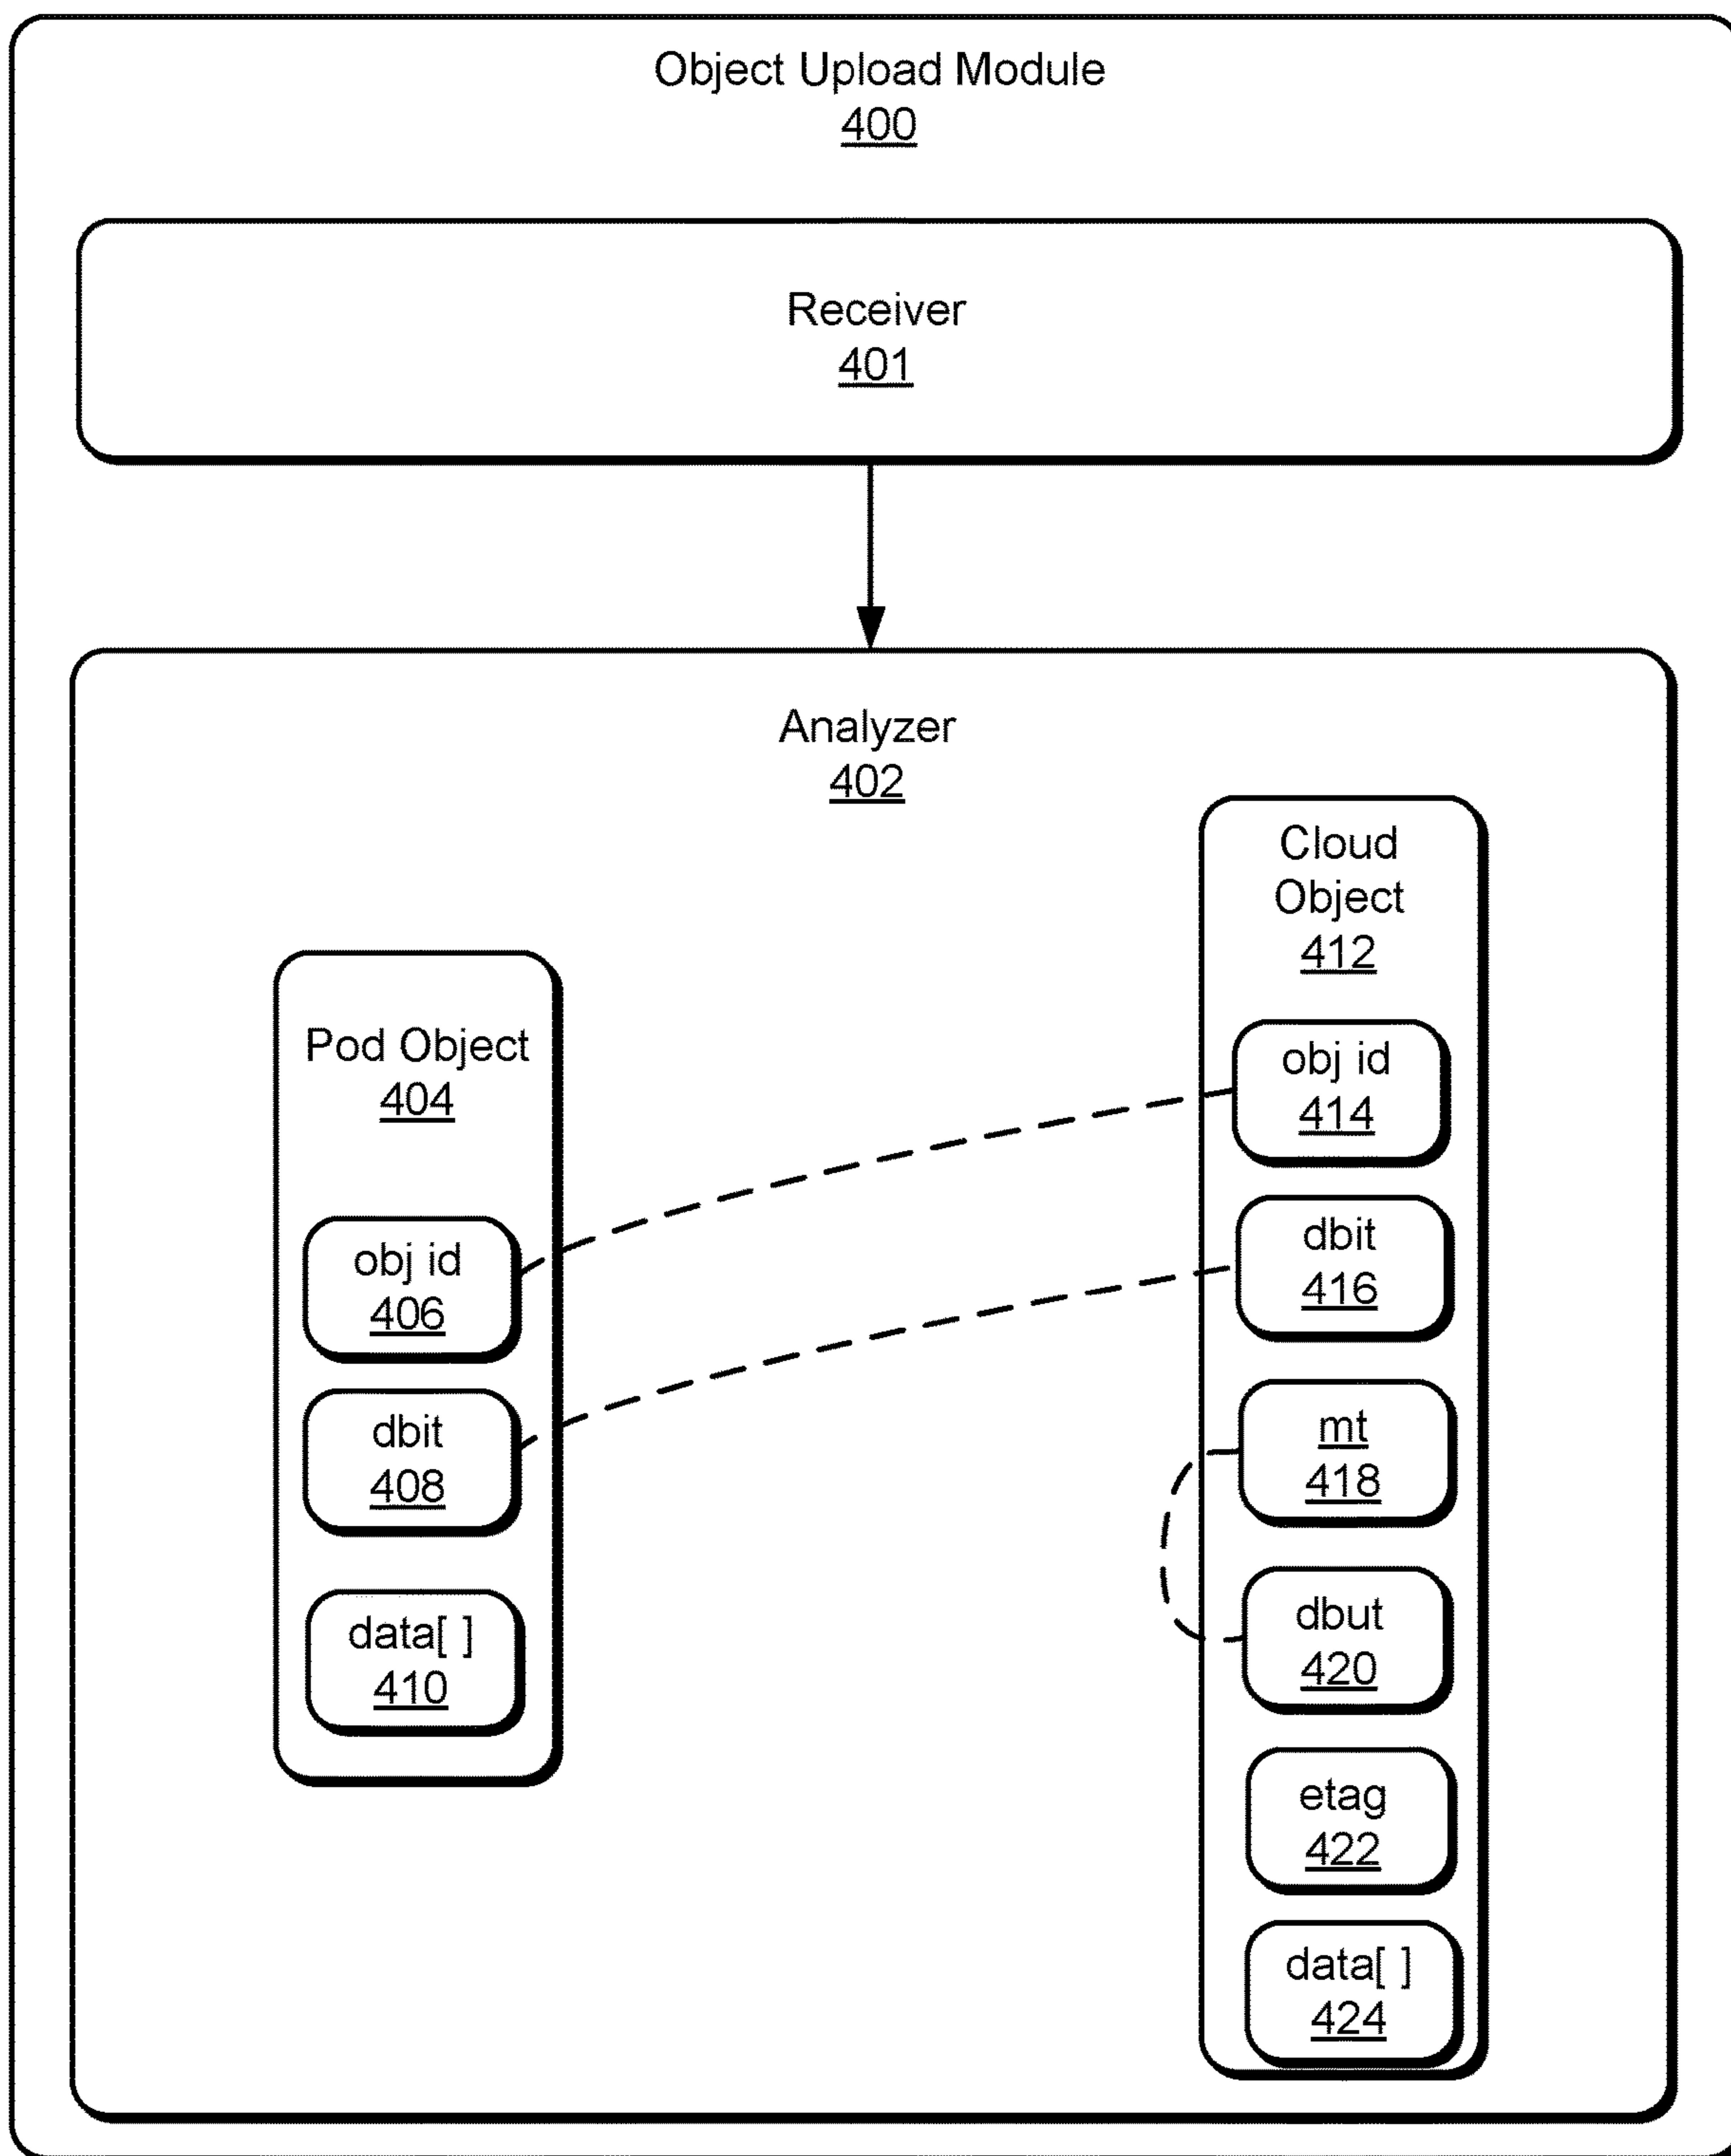 Object Upload Module
400
Receiver
401
Analyzer
402
Pod Object
404
obj id
406
dbit
408
data[ ]
410
Cloud
Object
412
obj id
414
dbit
416
mt
418
dbut
420
etag
422
data[ ]
424